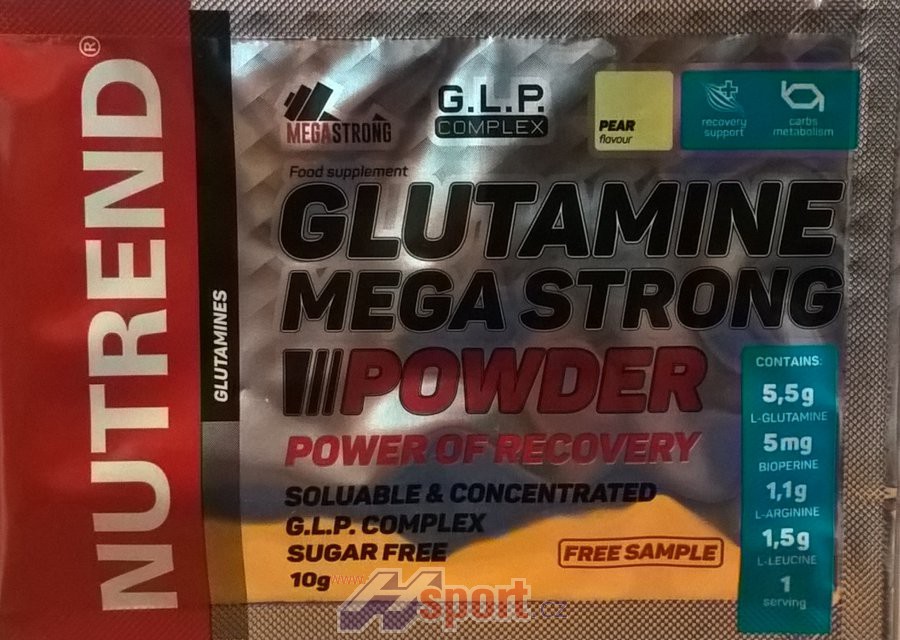 NUTREND®
GLUTAMINES
MEGASTRONG
G.L.P.
COMPLEX
PEAR
flavour
recovery
support
carbs
metabolism
Food supplement
GLUTAMINE
MEGA STRONG
POWDER
POWER OF RECOVERY
SOLUABLE & CONCENTRATED
G.L.P. COMPLEX
SUGAR FREE
10g
FREE SAMPLE
CONTAINS:
5,5g
L-GLUTAMINE
5mg
BIOPERINE
1,1g
L-ARGININE
1,5g
L-LEUCINE
1
serving
www.
Hsport.cz